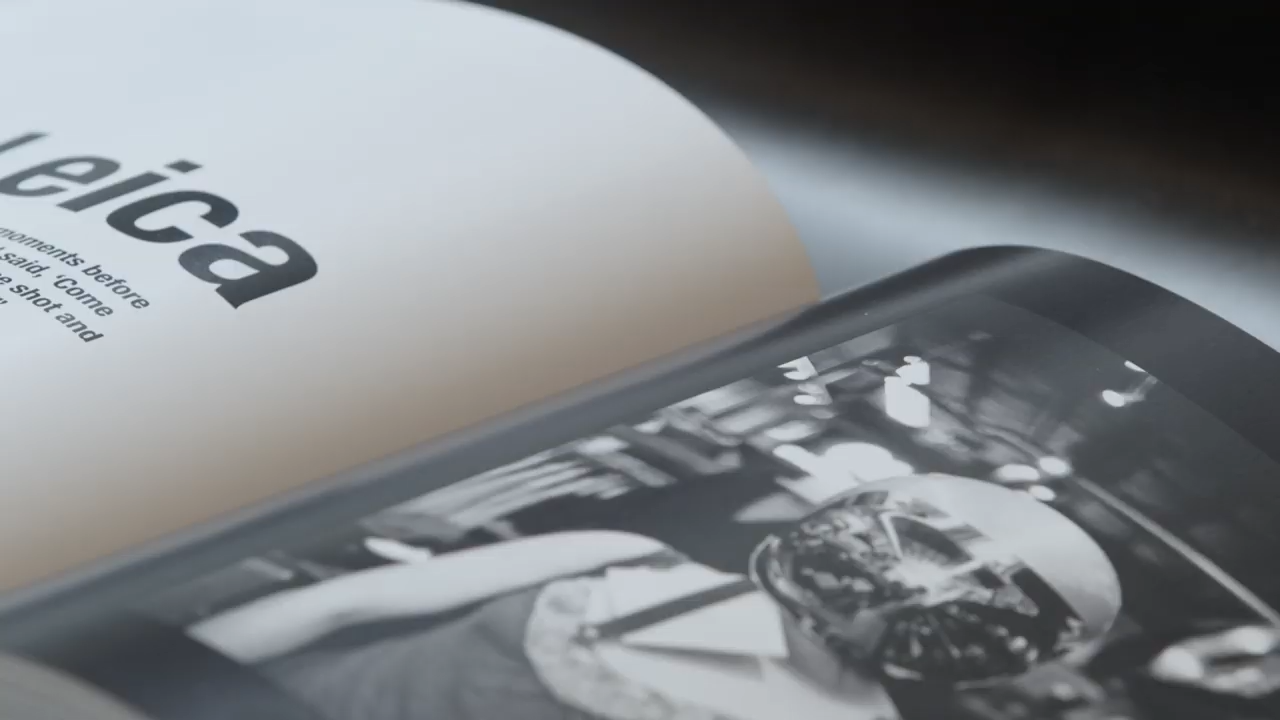 Leica
moments before
said, ‘Come
shot and